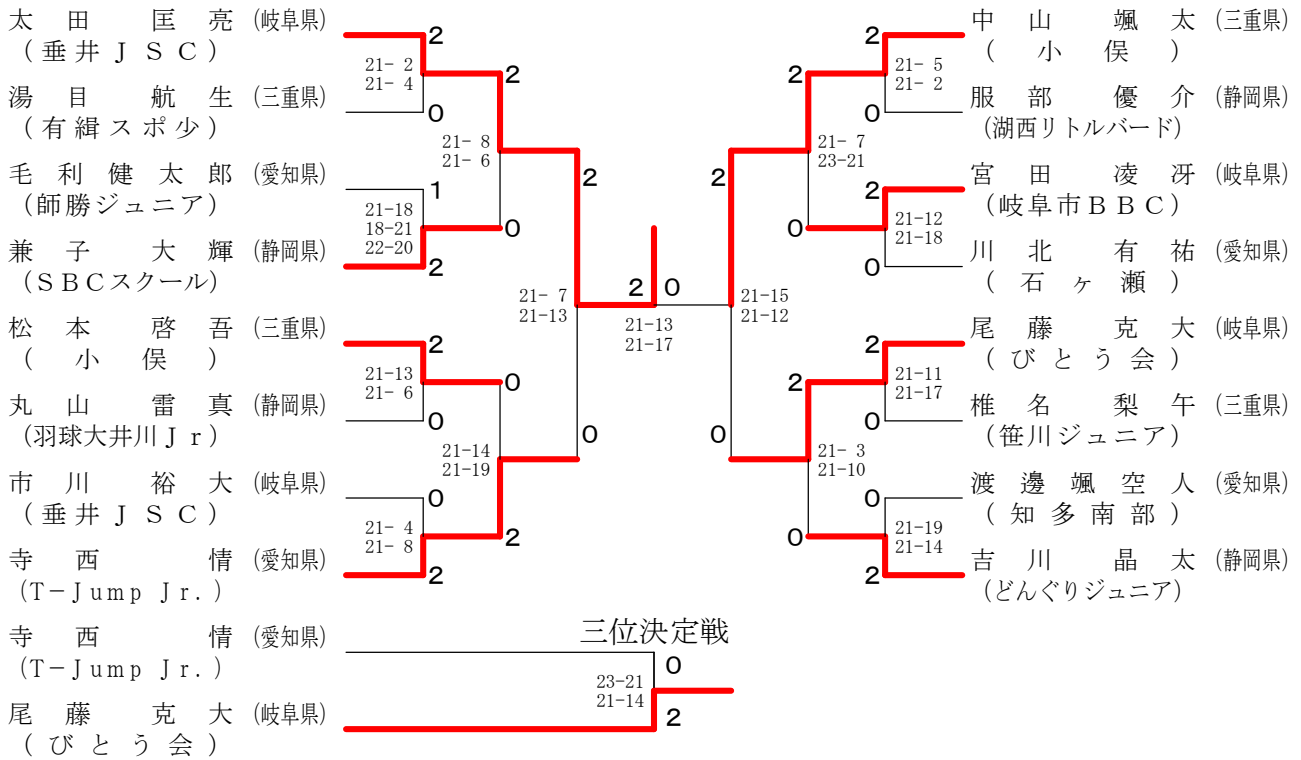 太田 匡亮 (岐阜県)
(垂井ＪＳＣ)
2
21- 2
21- 4
湯目 航生 (三重県)
(有緝スポ少)
0
2
21- 8
21- 6
毛利健太郎 (愛知県)
(師勝ジュニア)
1
21-18
18-21
22-20
0
兼子 大輝 (静岡県)
(ＳＢＣスクール)
2
2
21- 7
21-13
松本 啓吾 (三重県)
(小俣)
2
21-13
21- 6
0
丸山 雷真 (静岡県)
(羽球大井川Ｊｒ)
0
0
21-14
21-19
市川 裕大 (岐阜県)
(垂井ＪＳＣ)
0
21- 4
21- 8
2
寺西 情 (愛知県)
(T−Jump Jr.)
2
2 0
21-13
21-17
中山 颯太 (三重県)
(小俣)
2
21- 5
21- 2
服部 優介 (静岡県)
(湖西リトルバード)
0
2
21- 7
23-21
宮田 凌冴 (岐阜県)
(岐阜市ＢＢＣ)
2
21-12
21-18
0
川北 有祐 (愛知県)
(石ヶ瀬)
0
2
21-15
21-12
尾藤 克大 (岐阜県)
(びとう会)
2
21-11
21-17
2
椎名 梨午 (三重県)
(笹川ジュニア)
0
0
21- 3
21-10
渡邊颯空人 (愛知県)
(知多南部)
0
21-19
21-14
0
吉川 晶太 (静岡県)
(どんぐりジュニア)
2
三位決定戦
寺西 情 (愛知県)
(T−Jump Jr.)
0
23-21
21-14
尾藤 克大 (岐阜県)
(びとう会)
2